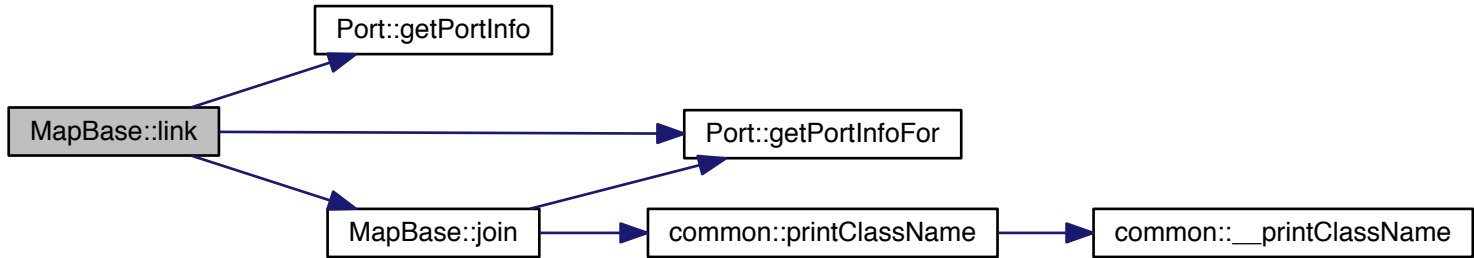 Port::getPortInfo
MapBase::link
Port::getPortInfoFor
MapBase::join
common::printClassName
common::__printClassName